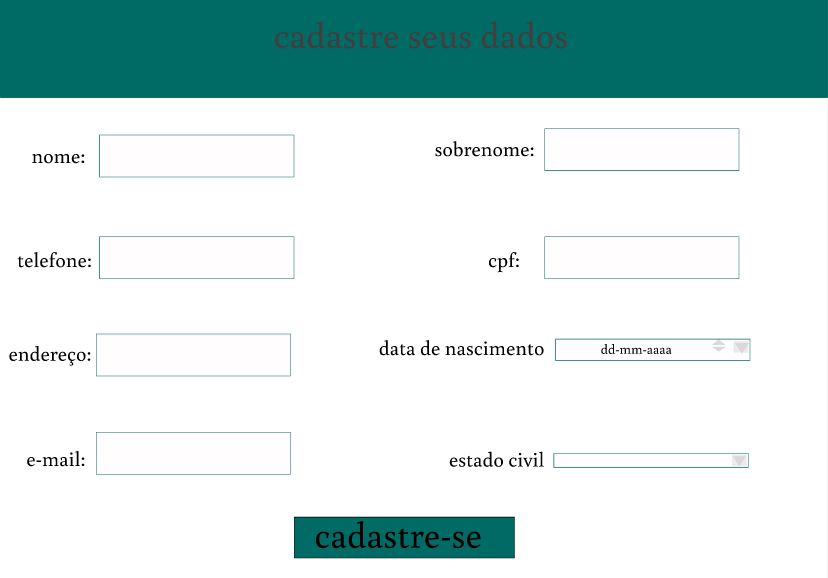 cadastre seus dados
nome:
sobrenome:
telefone:
cpf:
endereço:
data de nascimento
dd-mm-aaaa
e-mail:
estado civil
cadastre-se